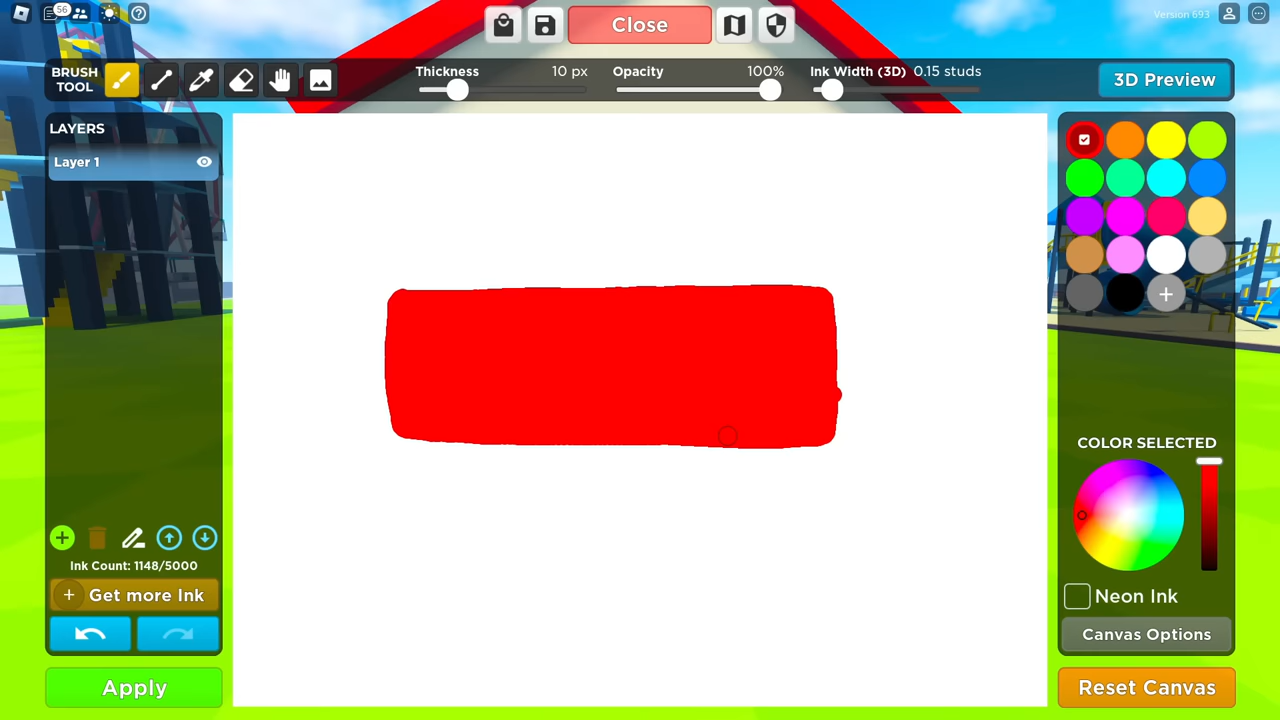 56
Version 693
Close
BRUSH
TOOL
Thickness 10 px
Opacity 100%
Ink Width (3D) 0.15 studs
3D Preview
LAYERS
Layer 1
COLOR SELECTED
Ink Count: 1148/5000
+ Get more Ink
Neon Ink
Canvas Options
Apply
Reset Canvas